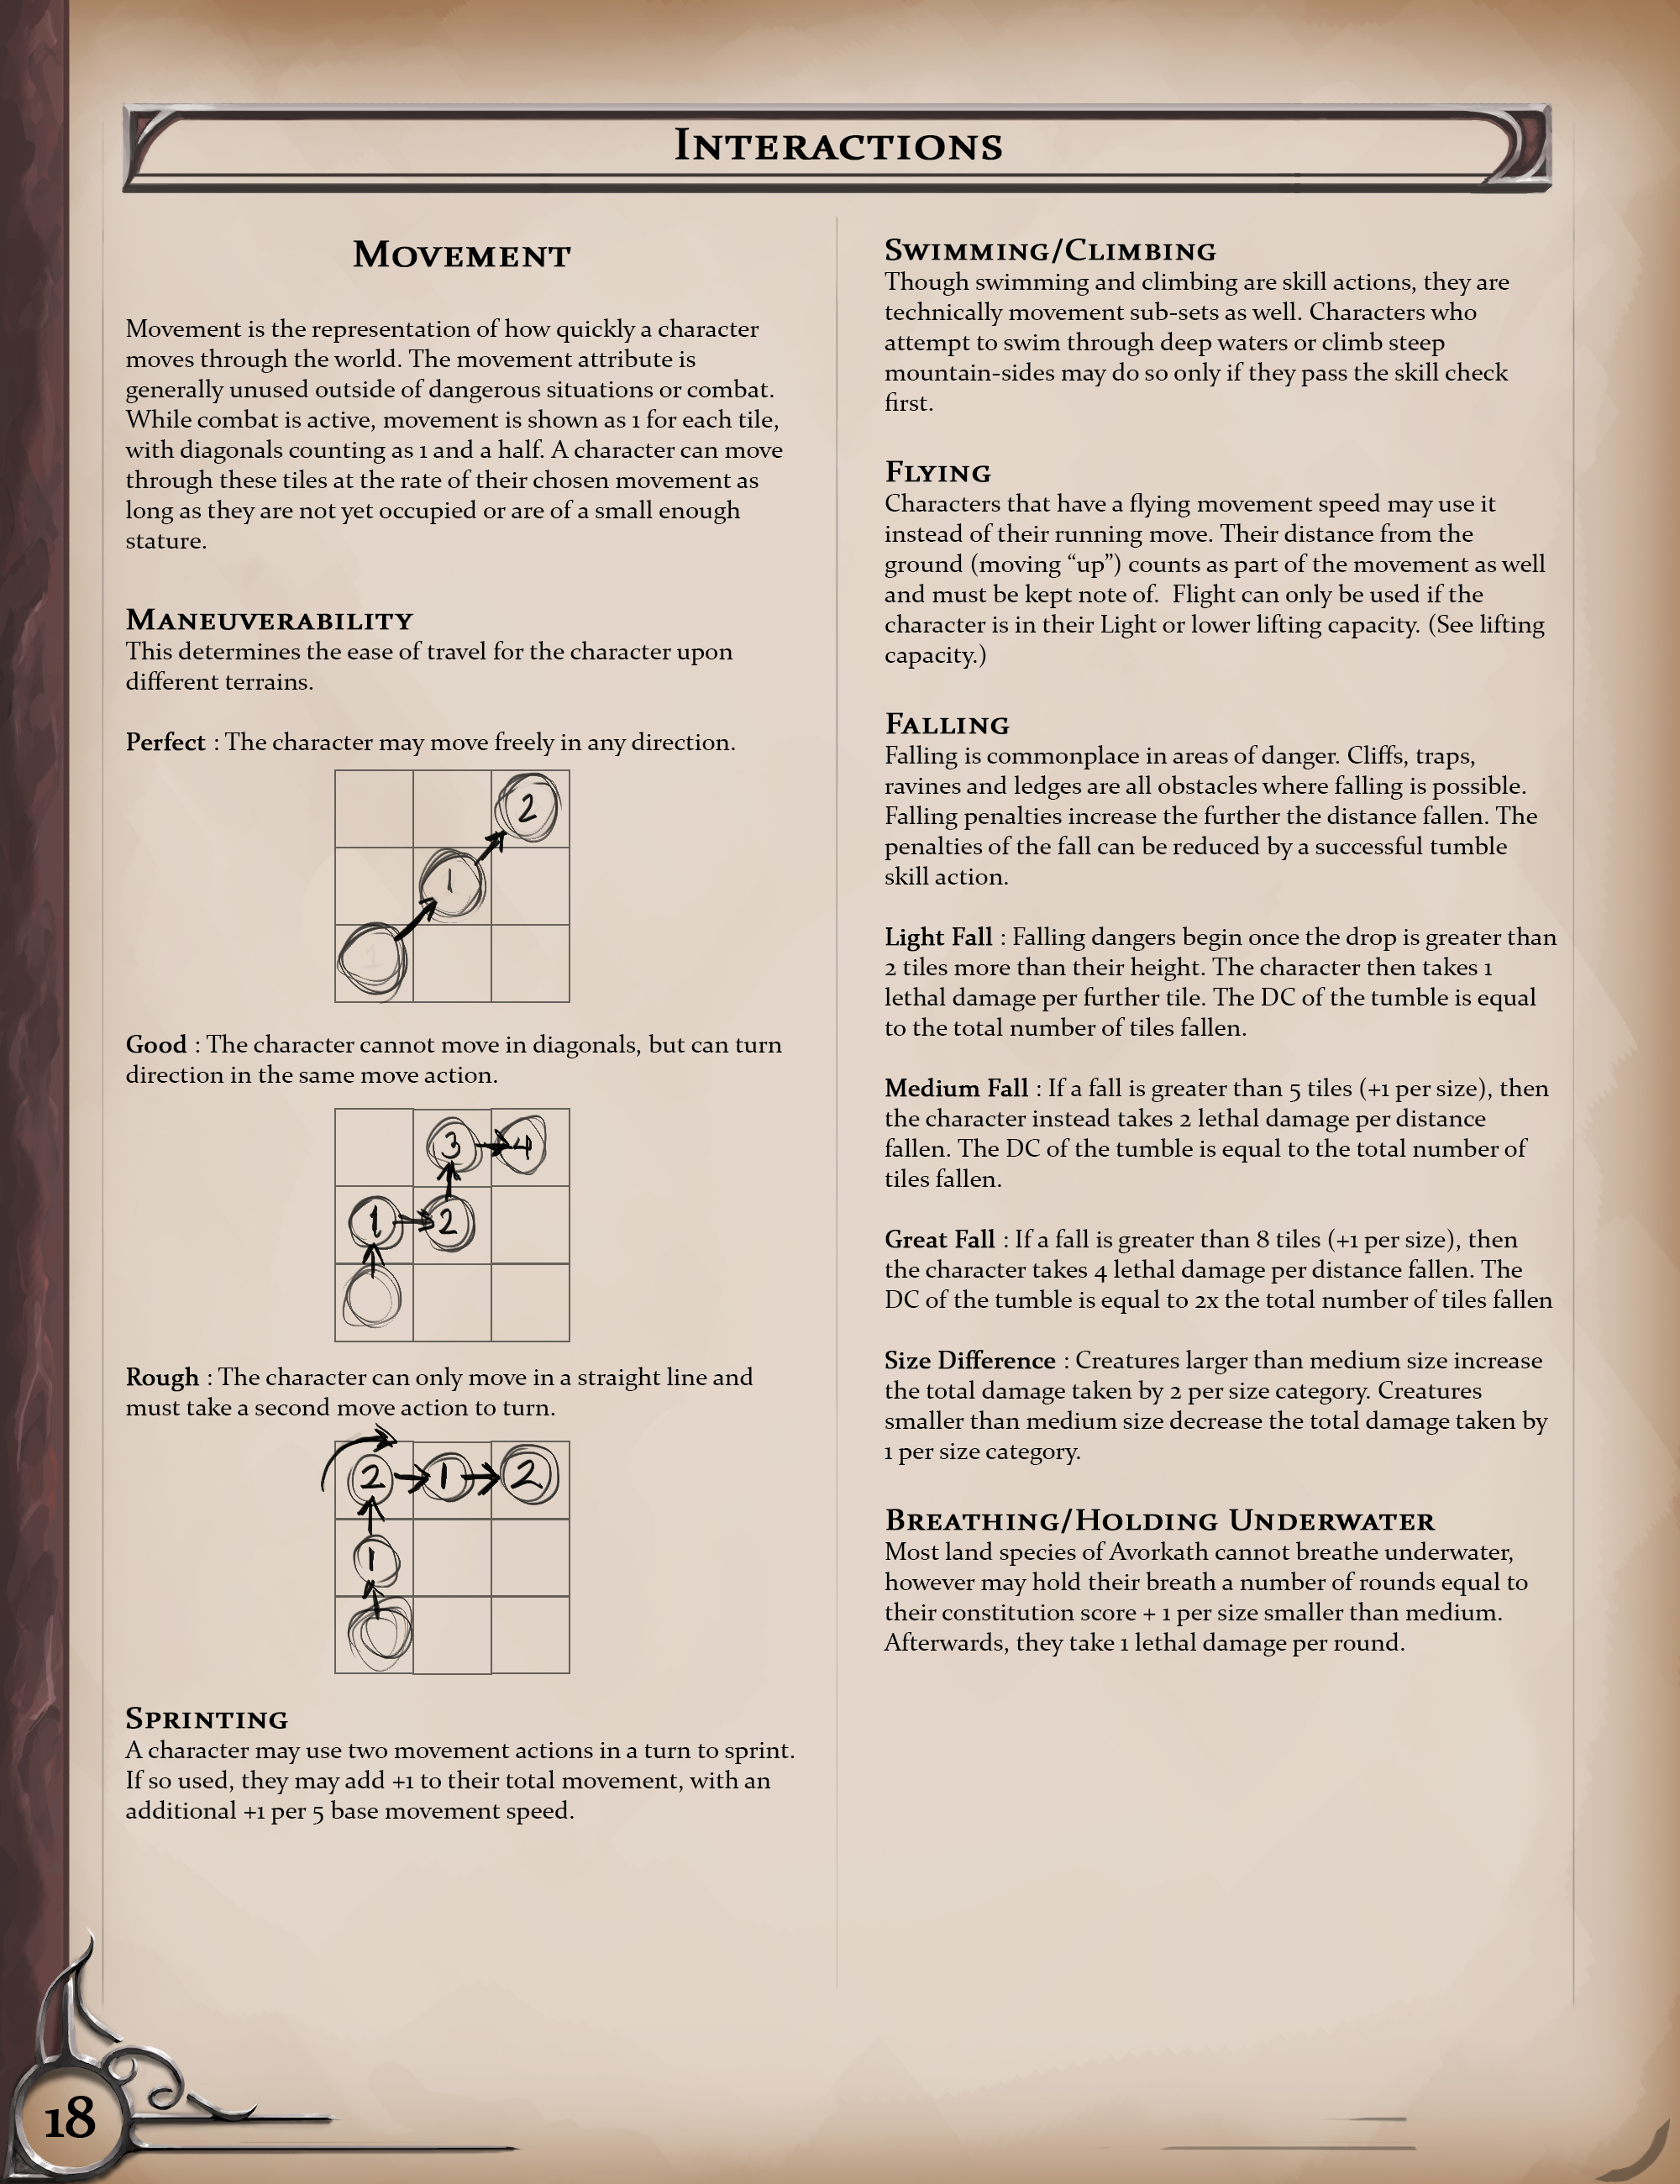 Interactions
Movement
Movement is the representation of how quickly a character
moves through the world. The movement attribute is
generally unused outside of dangerous situations or combat.
While combat is active, movement is shown as 1 for each tile,
with diagonals counting as 1 and a half. A character can move
through these tiles at the rate of their chosen movement as
long as they are not yet occupied or are of a small enough
stature.
Maneuverability
This determines the ease of travel for the character upon
different terrains.
Perfect : The character may move freely in any direction.
2
1
1
Good : The character cannot move in diagonals, but can turn
direction in the same move action.
3 4
1 2
Rough : The character can only move in a straight line and
must take a second move action to turn.
2 1 2
1
Sprinting
A character may use two movement actions in a turn to sprint.
If so used, they may add +1 to their total movement, with an
additional +1 per 5 base movement speed.
Swimming/Climbing
Though swimming and climbing are skill actions, they are
technically movement sub-sets as well. Characters who
attempt to swim through deep waters or climb steep
mountain-sides may do so only if they pass the skill check
first.
Flying
Characters that have a flying movement speed may use it
instead of their running move. Their distance from the
ground (moving “up”) counts as part of the movement as well
and must be kept note of.  Flight can only be used if the
character is in their Light or lower lifting capacity. (See lifting
capacity.)
Falling
Falling is commonplace in areas of danger. Cliffs, traps,
ravines and ledges are all obstacles where falling is possible.
Falling penalties increase the further the distance fallen. The
penalties of the fall can be reduced by a successful tumble
skill action.
Light Fall : Falling dangers begin once the drop is greater than
2 tiles more than their height. The character then takes 1
lethal damage per further tile. The DC of the tumble is equal
to the total number of tiles fallen.
Medium Fall : If a fall is greater than 5 tiles (+1 per size), then
the character instead takes 2 lethal damage per distance
fallen. The DC of the tumble is equal to the total number of
tiles fallen.
Great Fall : If a fall is greater than 8 tiles (+1 per size), then
the character takes 4 lethal damage per distance fallen. The
DC of the tumble is equal to 2x the total number of tiles fallen
Size Difference : Creatures larger than medium size increase
the total damage taken by 2 per size category. Creatures
smaller than medium size decrease the total damage taken by
1 per size category.
Breathing/Holding Underwater
Most land species of Avorkath cannot breathe underwater,
however may hold their breath a number of rounds equal to
their constitution score + 1 per size smaller than medium.
Afterwards, they take 1 lethal damage per round.
18